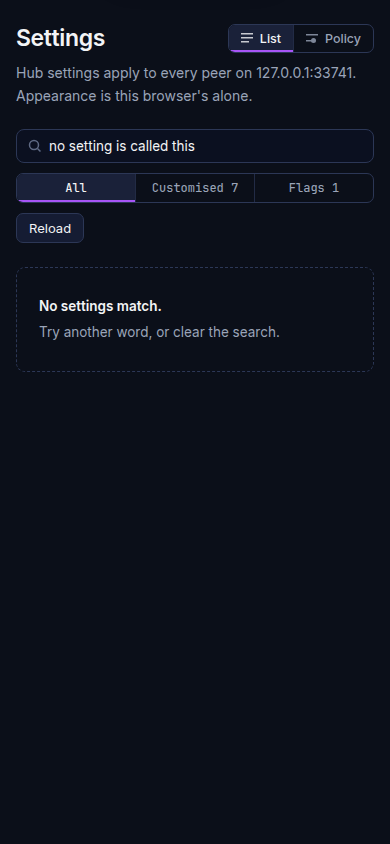 Settings
List
Policy
Hub settings apply to every peer on 127.0.0.1:33741.
Appearance is this browser's alone.
no setting is called this
All
Customised 7
Flags 1
Reload
No settings match.
Try another word, or clear the search.